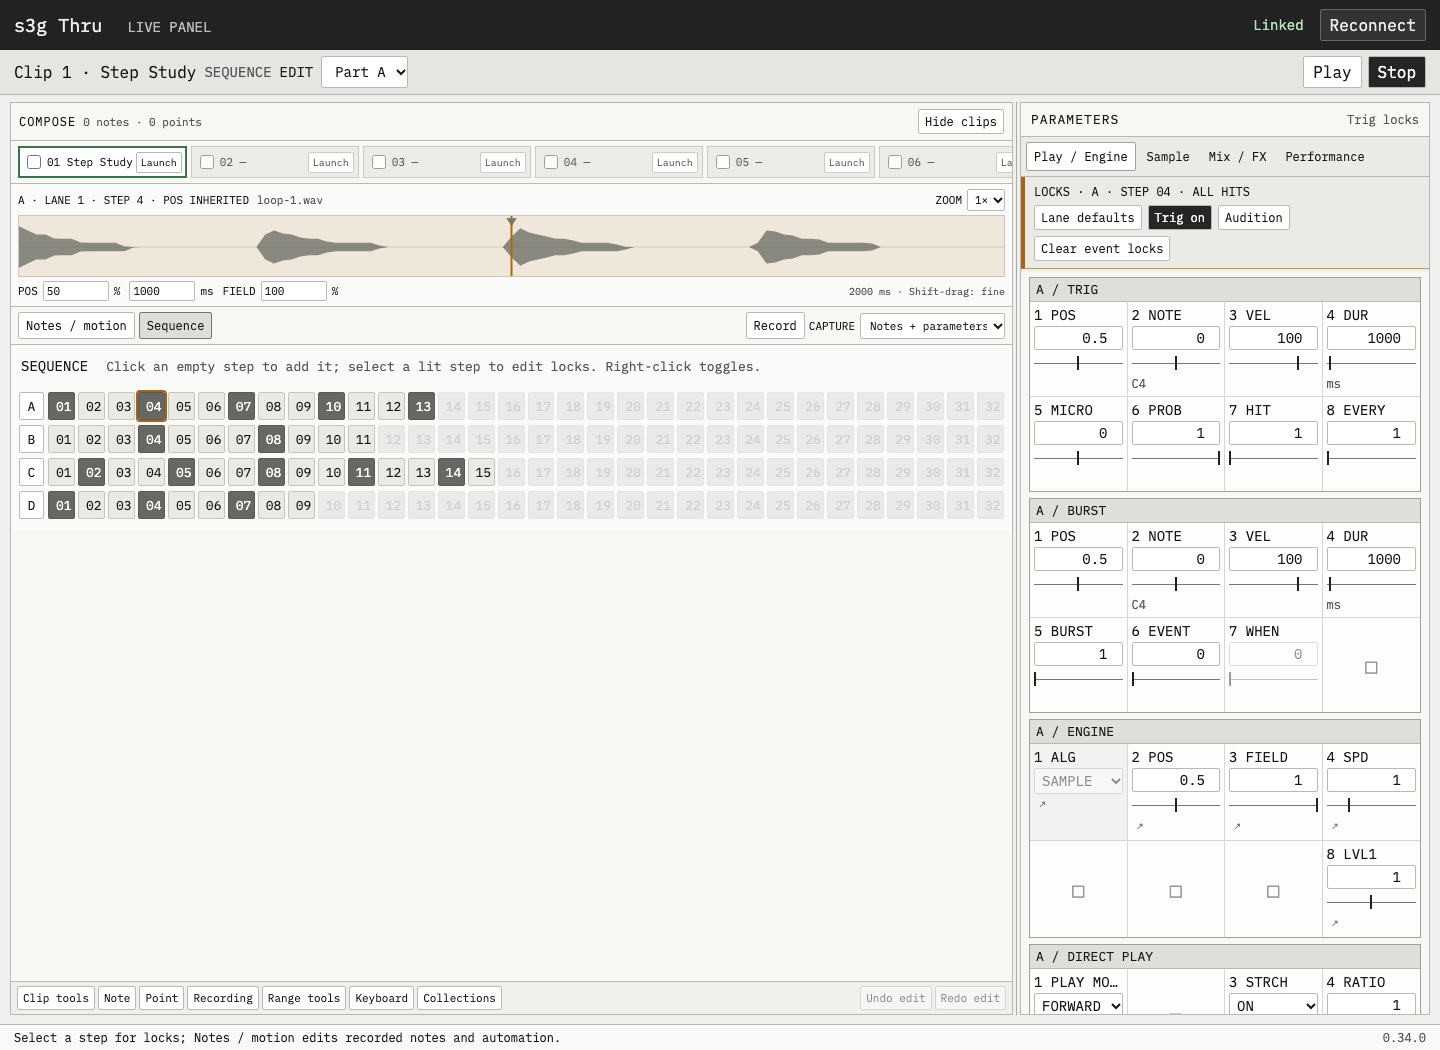 s3g Thru LIVE PANEL Linked Reconnect
Clip 1 · Step Study SEQUENCE EDIT Part A Play Stop
COMPOSE 0 notes · 0 points Hide clips
01 Step Study Launch 02 — Launch 03 — Launch 04 — Launch 05 — Launch 06 — La
A · LANE 1 · STEP 4 · POS INHERITED loop-1.wav ZOOM 1×
POS 50 % 1000 ms FIELD 100 % 2000 ms · Shift-drag: fine
Notes / motion Sequence Record CAPTURE Notes + parameters
SEQUENCE Click an empty step to add it; select a lit step to edit locks. Right-click toggles.
A 01 02 03 04 05 06 07 08 09 10 11 12 13 14 15 16 17 18 19 20 21 22 23 24 25 26 27 28 29 30 31 32
B 01 02 03 04 05 06 07 08 09 10 11 12 13 14 15 16 17 18 19 20 21 22 23 24 25 26 27 28 29 30 31 32
C 01 02 03 04 05 06 07 08 09 10 11 12 13 14 15 16 17 18 19 20 21 22 23 24 25 26 27 28 29 30 31 32
D 01 02 03 04 05 06 07 08 09 10 11 12 13 14 15 16 17 18 19 20 21 22 23 24 25 26 27 28 29 30 31 32
Clip tools Note Point Recording Range tools Keyboard Collections Undo edit Redo edit
PARAMETERS Trig locks
Play / Engine Sample Mix / FX Performance
LOCKS · A · STEP 04 · ALL HITS
Lane defaults Trig on Audition
Clear event locks
A / TRIG
1 POS 2 NOTE 3 VEL 4 DUR
0.5 0 100 1000
C4 ms
5 MICRO 6 PROB 7 HIT 8 EVERY
0 1 1 1
A / BURST
1 POS 2 NOTE 3 VEL 4 DUR
0.5 0 100 1000
C4 ms
5 BURST 6 EVENT 7 WHEN
1 0 0
A / ENGINE
1 ALG 2 POS 3 FIELD 4 SPD
SAMPLE 0.5 1 1
↗
↗ ↗ ↗
8 LVL1
1
↗
A / DIRECT PLAY
1 PLAY MO… 3 STRCH 4 RATIO
FORWARD ON 1
Select a step for locks; Notes / motion edits recorded notes and automation. 0.34.0